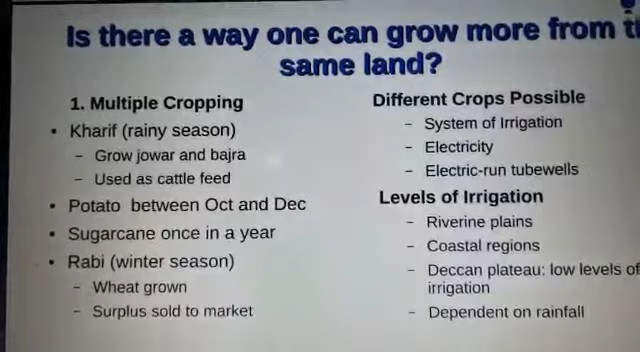 Is there a way one can grow more from
same land?
1. Multiple Cropping
• Kharif (rainy season)
– Grow jowar and bajra
– Used as cattle feed
• Potato between Oct and Dec
• Sugarcane once in a year
• Rabi (winter season)
– Wheat grown
– Surplus sold to market
Different Crops Possible
– System of Irrigation
– Electricity
– Electric-run tubewells
Levels of Irrigation
– Riverine plains
– Coastal regions
– Deccan plateau: low levels of
irrigation
– Dependent on rainfall